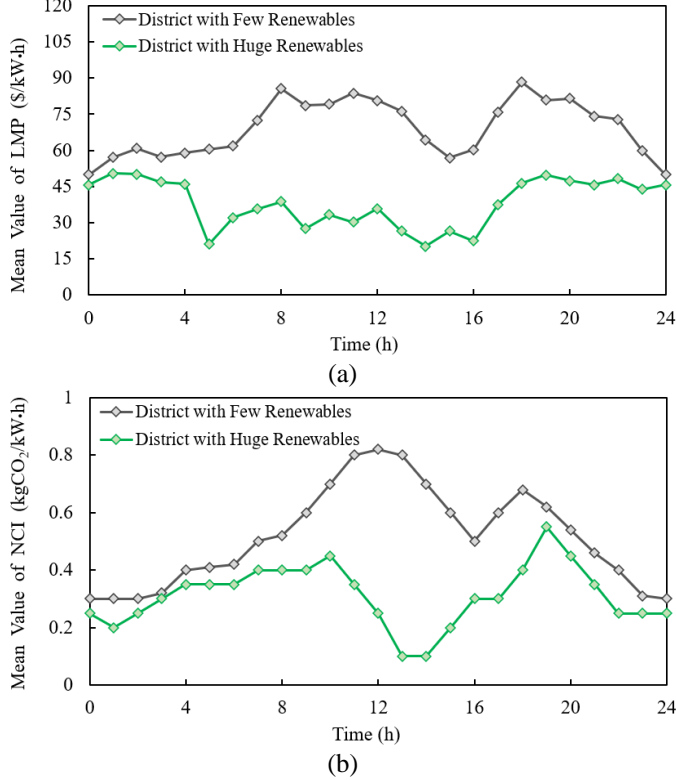 120
105
90
75
60
45
30
15
0
Mean Value of LMP ($/kW·h)
District with Few Renewables
District with Huge Renewables
0 4 8 12 16 20 24
Time (h)
(a)
1
0.8
0.6
0.4
0.2
0
Mean Value of NCI (kgCO₂/kW·h)
District with Few Renewables
District with Huge Renewables
0 4 8 12 16 20 24
Time (h)
(b)